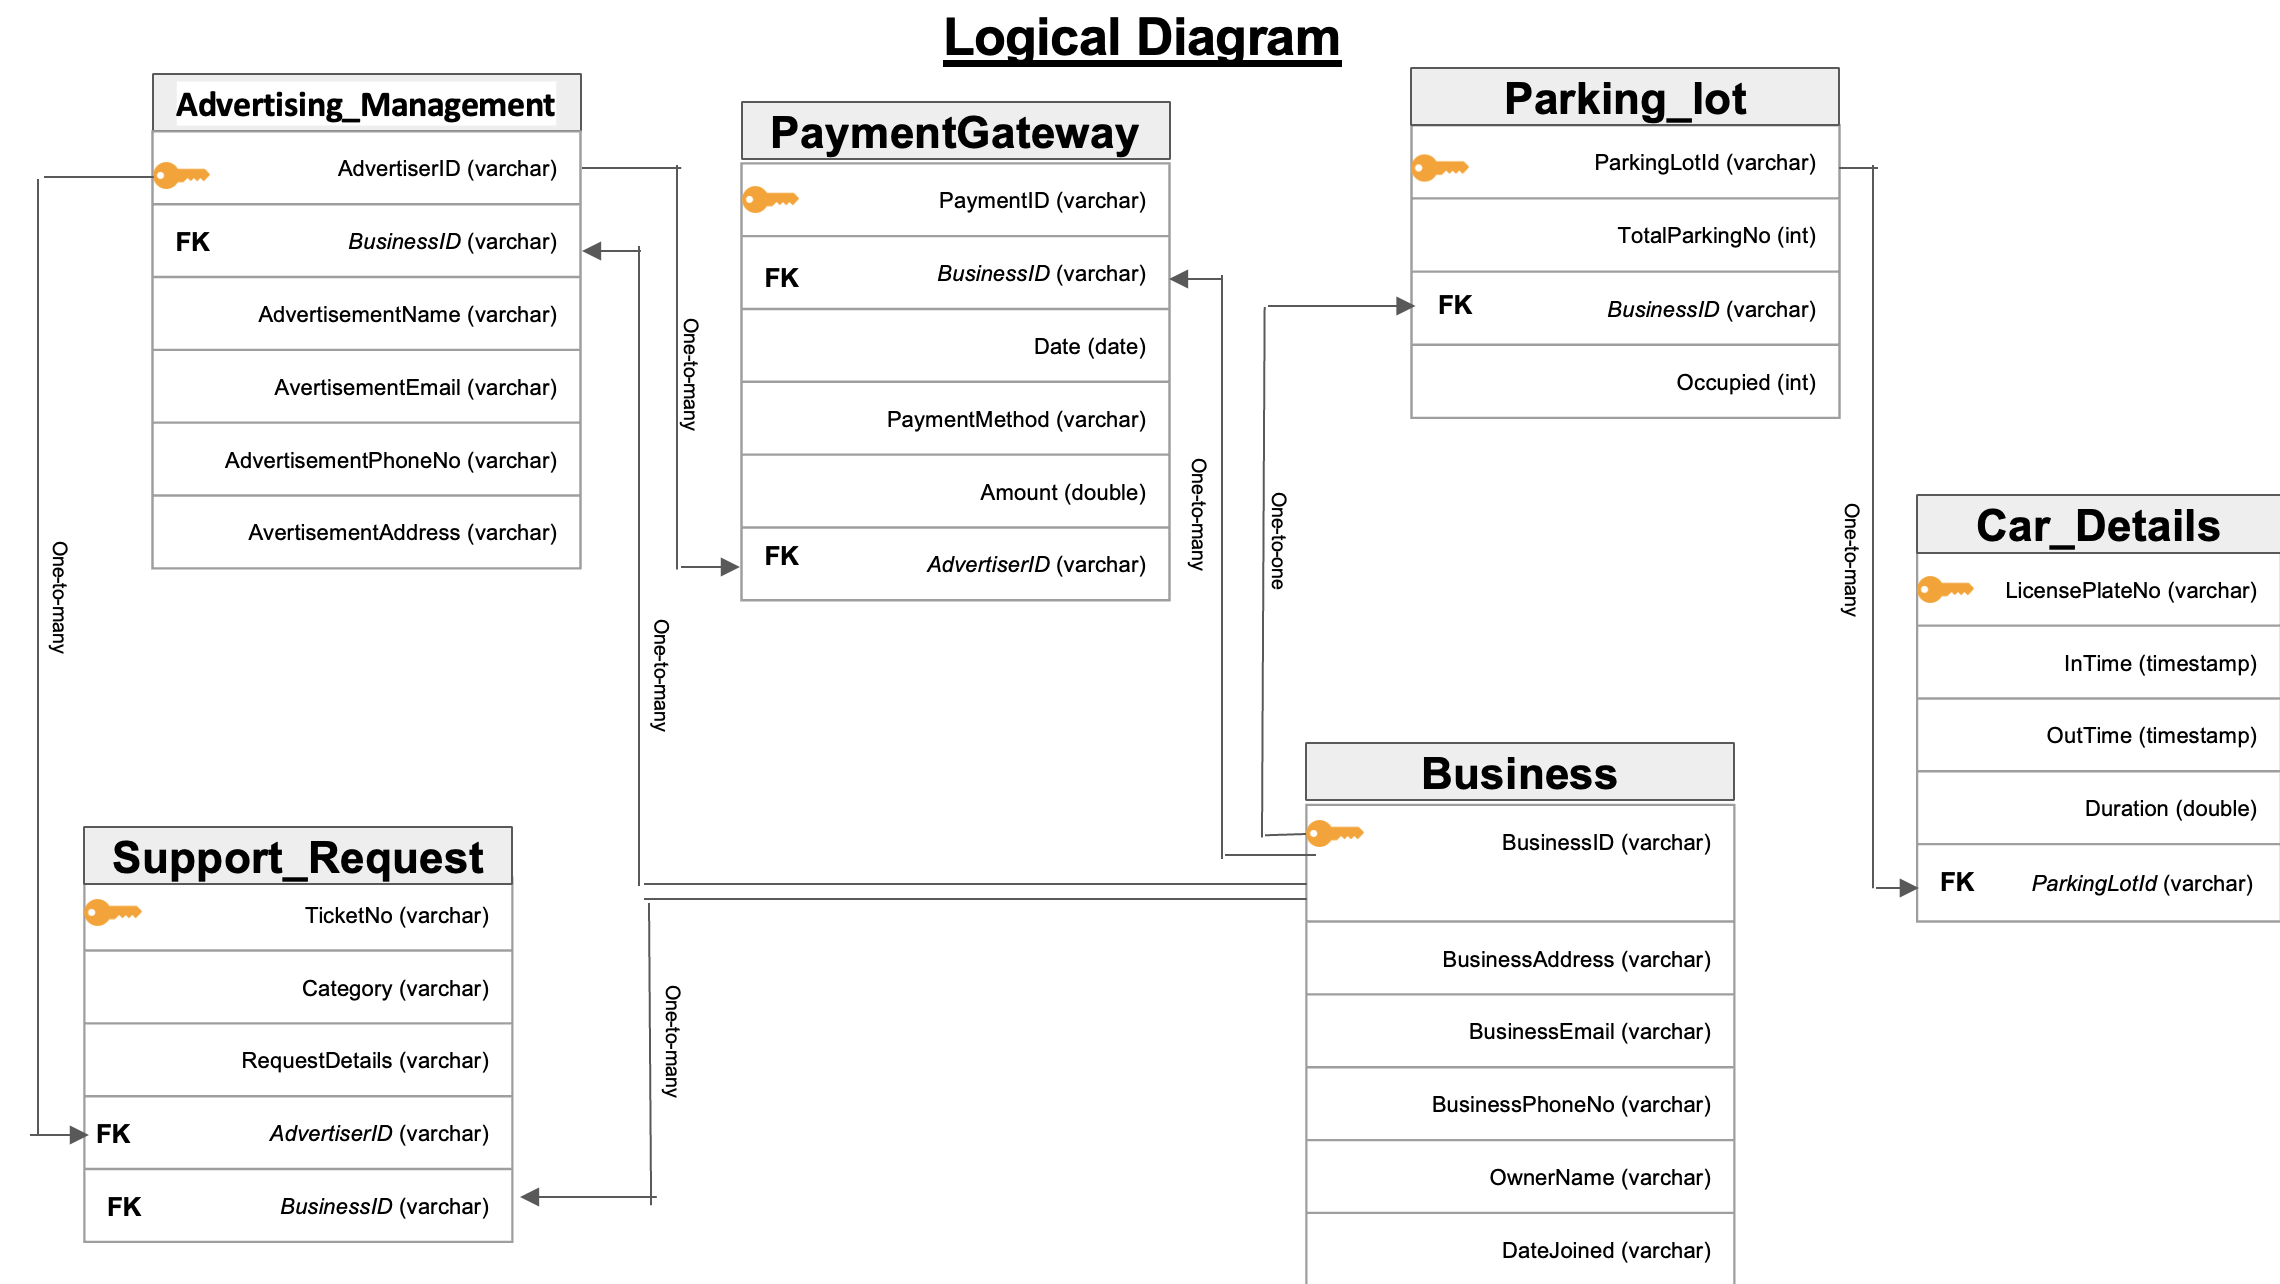 Logical Diagram
Advertising_Management
AdvertiserID (varchar)
FK BusinessID (varchar)
AdvertisementName (varchar)
AvertisementEmail (varchar)
AdvertisementPhoneNo (varchar)
AvertisementAddress (varchar)
PaymentGateway
PaymentID (varchar)
FK BusinessID (varchar)
Date (date)
PaymentMethod (varchar)
Amount (double)
FK AdvertiserID (varchar)
Parking_lot
ParkingLotId (varchar)
TotalParkingNo (int)
FK BusinessID (varchar)
Occupied (int)
Car_Details
LicensePlateNo (varchar)
InTime (timestamp)
OutTime (timestamp)
Duration (double)
FK ParkingLotId (varchar)
Support_Request
TicketNo (varchar)
Category (varchar)
RequestDetails (varchar)
FK AdvertiserID (varchar)
FK BusinessID (varchar)
Business
BusinessID (varchar)
BusinessAddress (varchar)
BusinessEmail (varchar)
BusinessPhoneNo (varchar)
OwnerName (varchar)
DateJoined (varchar)
One-to-many
One-to-many
One-to-many
One-to-many
One-to-many
One-to-one
One-to-many